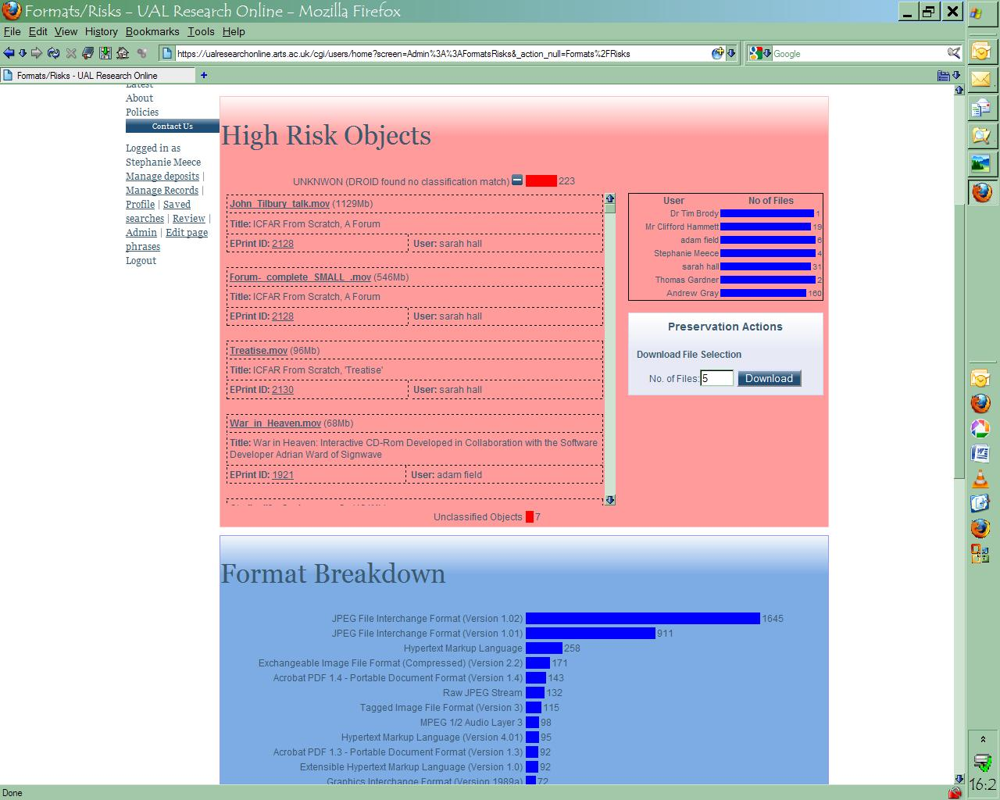 Formats/Risks - UAL Research Online - Mozilla Firefox
File Edit View History Bookmarks Tools Help
https://ualresearchonline.arts.ac.uk/cgi/users/home?screen=Admin%3A%3AFormatsRisks&_action_null=Formats%2FRisks
Google
Formats/Risks - UAL Research Online
Latest
About
Policies
Contact Us
Logged in as
Stephanie Meece
Manage deposits |
Manage Records |
Profile | Saved
searches | Review |
Admin | Edit page
phrases
Logout
High Risk Objects
UNKNWON (DROID found no classification match) 223
John_Tilbury_talk.mov (1129Mb)
Title: ICFAR From Scratch, A Forum
EPrint ID: 2128 User: sarah hall
Forum-_complete_SMALL_.mov (546Mb)
Title: ICFAR From Scratch, A Forum
EPrint ID: 2128 User: sarah hall
Treatise.mov (96Mb)
Title: ICFAR From Scratch, 'Treatise'
EPrint ID: 2130 User: sarah hall
War_in_Heaven.mov (68Mb)
Title: War in Heaven: Interactive CD-Rom Developed in Collaboration with the Software
Developer Adrian Ward of Signwave
EPrint ID: 1921 User: adam field
User No of Files
Dr Tim Brody 1
Mr Clifford Hammett 19
adam field 6
Stephanie Meece 4
sarah hall 31
Thomas Gardner 2
Andrew Gray 160
Preservation Actions
Download File Selection
No. of Files: 5 Download
Unclassified Objects 7
Format Breakdown
JPEG File Interchange Format (Version 1.02) 1645
JPEG File Interchange Format (Version 1.01) 911
Hypertext Markup Language 258
Exchangeable Image File Format (Compressed) (Version 2.2) 171
Acrobat PDF 1.4 - Portable Document Format (Version 1.4) 143
Raw JPEG Stream 132
Tagged Image File Format (Version 3) 115
MPEG 1/2 Audio Layer 3 98
Hypertext Markup Language (Version 4.01) 95
Acrobat PDF 1.3 - Portable Document Format (Version 1.3) 92
Extensible Hypertext Markup Language (Version 1.0) 92
Graphics Interchange Format (Version 1989a) 72
Done
16:2